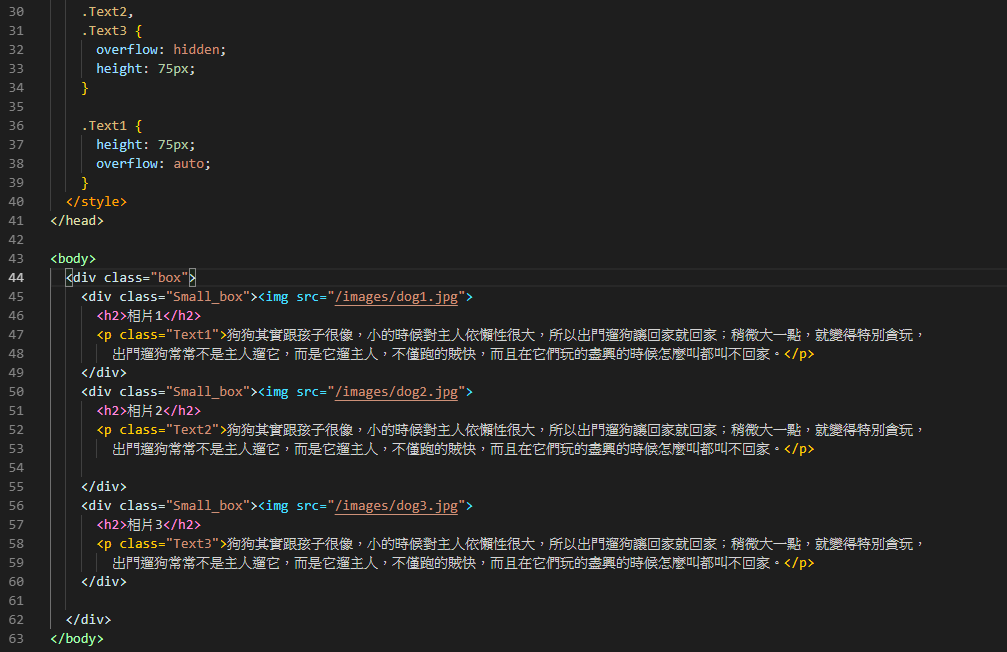 30 .Text2,
31 .Text3 {
32 overflow: hidden;
33 height: 75px;
34 }
35
36 .Text1 {
37 height: 75px;
38 overflow: auto;
39 }
40 </style>
41 </head>
42
43 <body>
44 <div class="box">
45 <div class="Small_box"><img src="/images/dog1.jpg">
46 <h2>相片1</h2>
47 <p class="Text1">狗狗其實跟孩子很像，小的時候對主人依懶性很大，所以出門遛狗讓回家就回家；稍微大一點，就變得特別貪玩，
48 出門遛狗常常不是主人遛它，而是它遛主人，不僅跑的賊快，而且在它們玩的盡興的時候怎麼叫都叫不回家。</p>
49 </div>
50 <div class="Small_box"><img src="/images/dog2.jpg">
51 <h2>相片2</h2>
52 <p class="Text2">狗狗其實跟孩子很像，小的時候對主人依懶性很大，所以出門遛狗讓回家就回家；稍微大一點，就變得特別貪玩，
53 出門遛狗常常不是主人遛它，而是它遛主人，不僅跑的賊快，而且在它們玩的盡興的時候怎麼叫都叫不回家。</p>
54
55 </div>
56 <div class="Small_box"><img src="/images/dog3.jpg">
57 <h2>相片3</h2>
58 <p class="Text3">狗狗其實跟孩子很像，小的時候對主人依懶性很大，所以出門遛狗讓回家就回家；稍微大一點，就變得特別貪玩，
59 出門遛狗常常不是主人遛它，而是它遛主人，不僅跑的賊快，而且在它們玩的盡興的時候怎麼叫都叫不回家。</p>
60 </div>
61
62 </div>
63 </body>